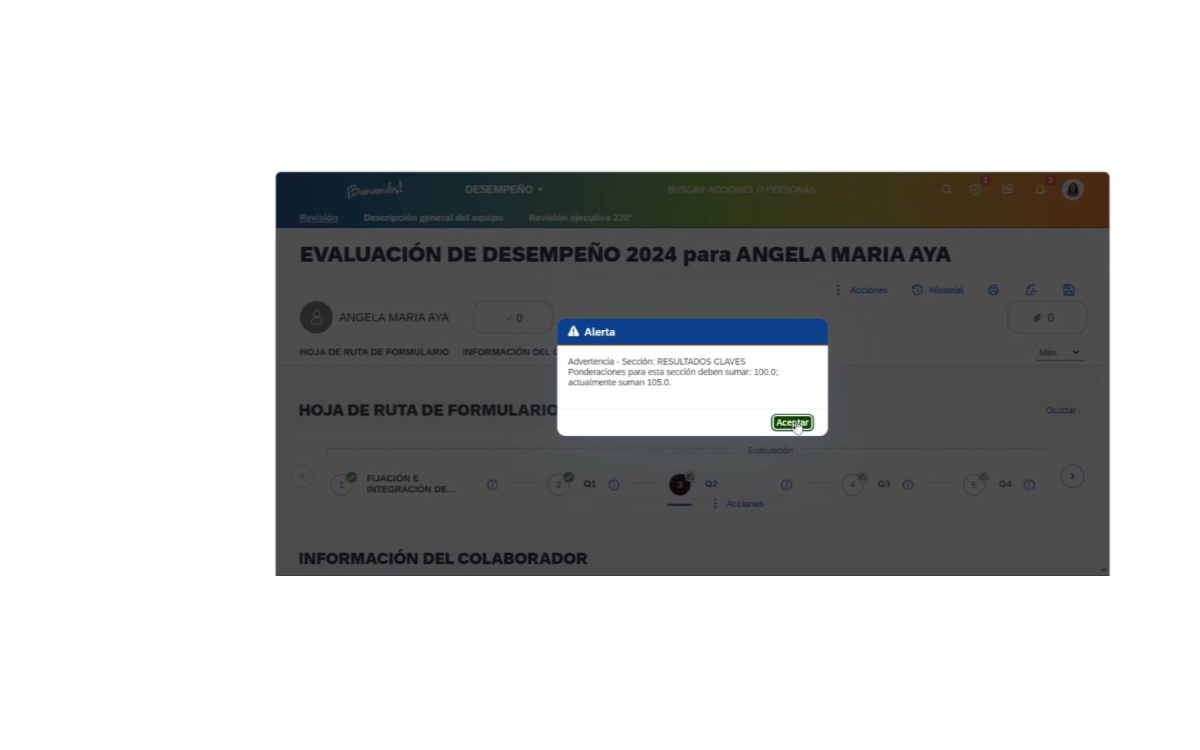 ¡Bienvenidos!
DESEMPEÑO
BUSCAR ACCIONES O PERSONAS
3
2
Revisión
Descripción general del equipo
Revisión ejecutiva 270°
EVALUACIÓN DE DESEMPEÑO 2024 para ANGELA MARIA AYA
Acciones
Historial
ANGELA MARIA AYA
0
0
HOJA DE RUTA DE FORMULARIO
INFORMACIÓN DEL
Más
Alerta
Advertencia - Sección: RESULTADOS CLAVES
Ponderaciones para esta sección deben sumar: 100.0;
actualmente suman 105.0.
Aceptar
HOJA DE RUTA DE FORMULARIO
Ocultar
Evaluación
1
FIJACIÓN E
INTEGRACIÓN DE...
2
Q1
3
Q2
4
Q3
5
Q4
Acciones
INFORMACIÓN DEL COLABORADOR